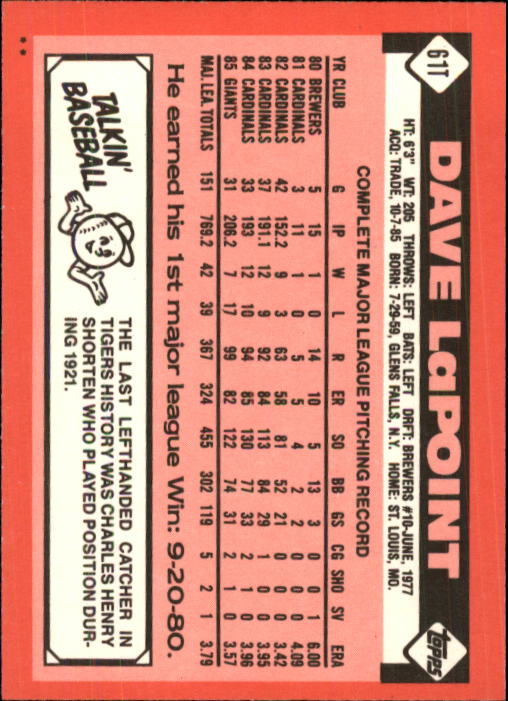 61T
DAVE LaPOINT
topps
HT: 6'3" WT: 205 THROWS: LEFT BATS: LEFT DRFT: BREWERS #10-JUNE, 1977
ACQ: TRADE, 10-7-85 BORN: 7-29-59, GLENS FALLS, N.Y. HOME: ST. LOUIS, MO.
COMPLETE MAJOR LEAGUE PITCHING RECORD
YR CLUB G IP W L R ER SO BB GS CG SHO SV ERA
80 BREWERS 5 15 1 0 14 10 5 13 3 0 0 1 6.00
81 CARDINALS 3 11 1 0 5 5 4 2 2 0 0 0 4.09
82 CARDINALS 42 152.2 9 3 63 58 81 52 21 0 0 0 3.42
83 CARDINALS 37 191.1 12 9 92 84 113 84 29 1 0 0 3.95
84 CARDINALS 33 193 12 10 94 85 130 77 33 2 1 0 3.96
85 GIANTS 31 206.2 7 17 99 82 122 74 31 2 1 0 3.57
MAJ. LEA. TOTALS 151 769.2 42 39 367 324 455 302 119 5 2 1 3.79
He earned his 1st major league Win: 9-20-80.
TALKIN'
BASEBALL
THE LAST LEFTHANDED CATCHER IN
TIGERS HISTORY WAS CHARLES HENRY
SHORTEN WHO PLAYED POSITION DUR-
ING 1921.
**